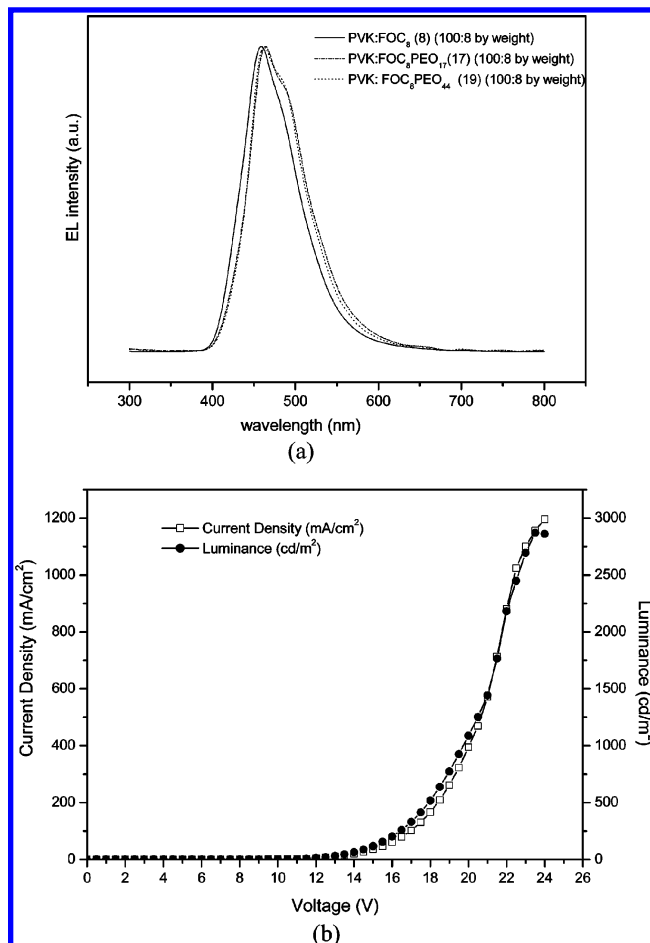 PVK:FOC₈ (8) (100:8 by weight)
PVK:FOC₈PEO₁₇(17) (100:8 by weight)
PVK: FOC₈PEO₄₄ (19) (100:8 by weight)
EL intensity (a.u.)
300 400 500 600 700 800
wavelength (nm)
(a)
Current Density (mA/cm²)
Luminance (cd/m²)
1200
1000
800
600
400
200
0
Current Density (mA/cm²)
3000
2500
2000
1500
1000
500
0
Luminance (cd/m²)
0 2 4 6 8 10 12 14 16 18 20 22 24 26
Voltage (V)
(b)